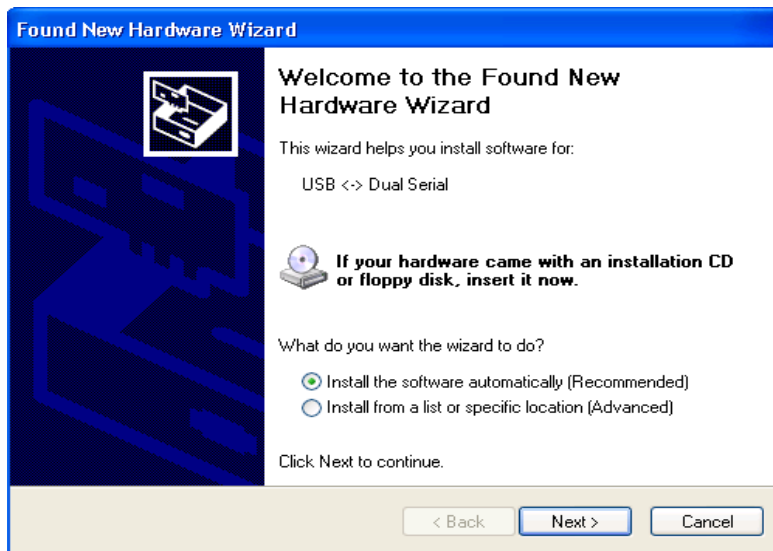 Found New Hardware Wizard
Welcome to the Found New
Hardware Wizard
This wizard helps you install software for:
USB <-> Dual Serial
If your hardware came with an installation CD
or floppy disk, insert it now.
What do you want the wizard to do?
Install the software automatically (Recommended)
Install from a list or specific location (Advanced)
Click Next to continue.
< Back
Next >
Cancel